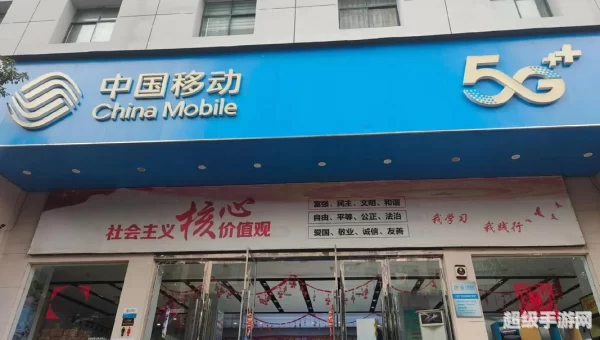 中国移动
China Mobile
5G++
社会主义核心价值观
富强、民主、文明、和谐
自由、平等、公正、法治
爱国、敬业、诚信、友善
我学习 我践行
超级手游网